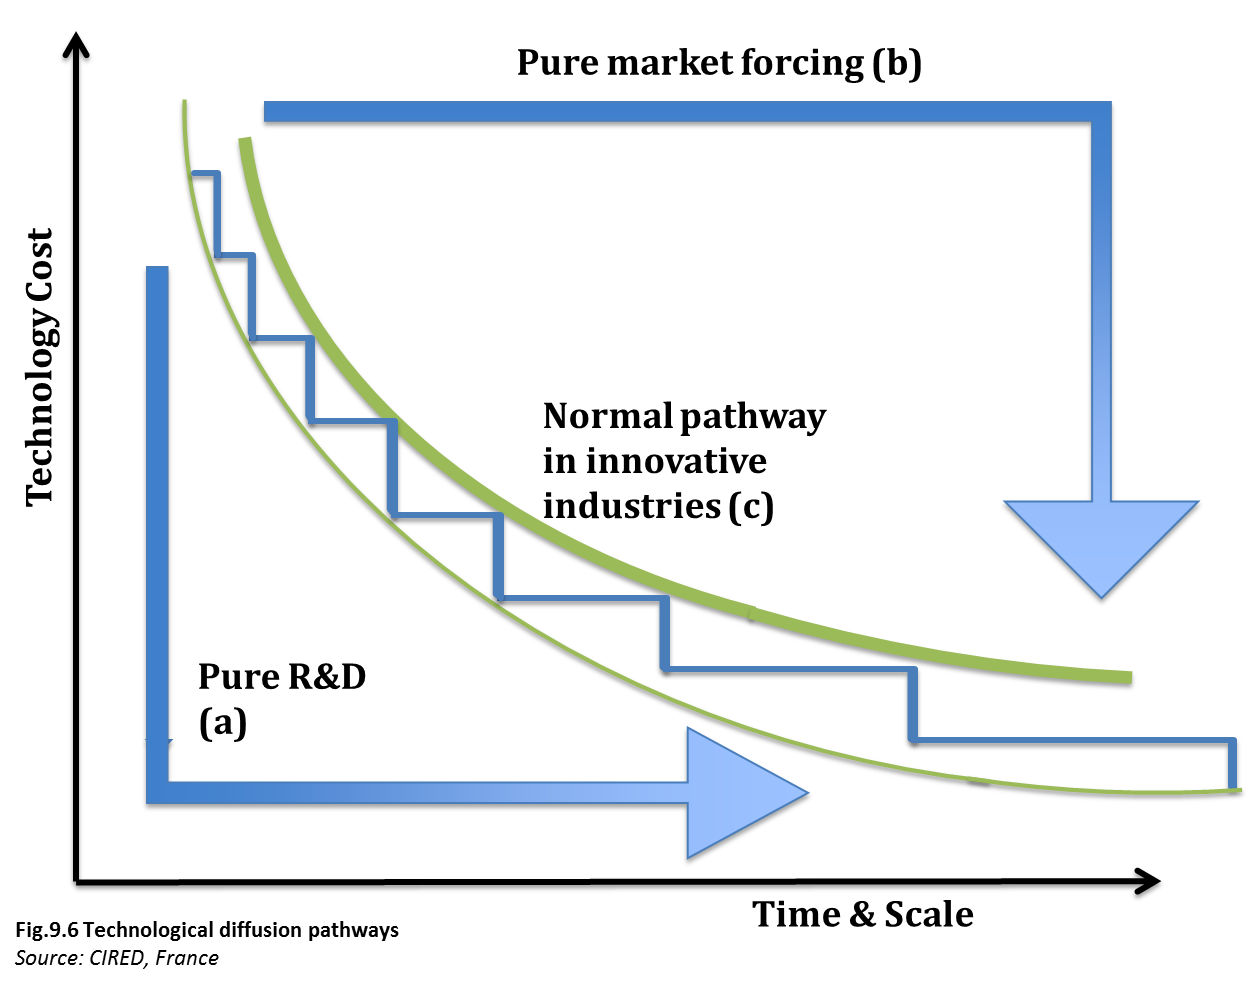 Pure market forcing (b)
Technology Cost
Normal pathway
in innovative
industries (c)
Pure R&D
(a)
Time & Scale
Fig.9.6 Technological diffusion pathways
Source: CIRED, France